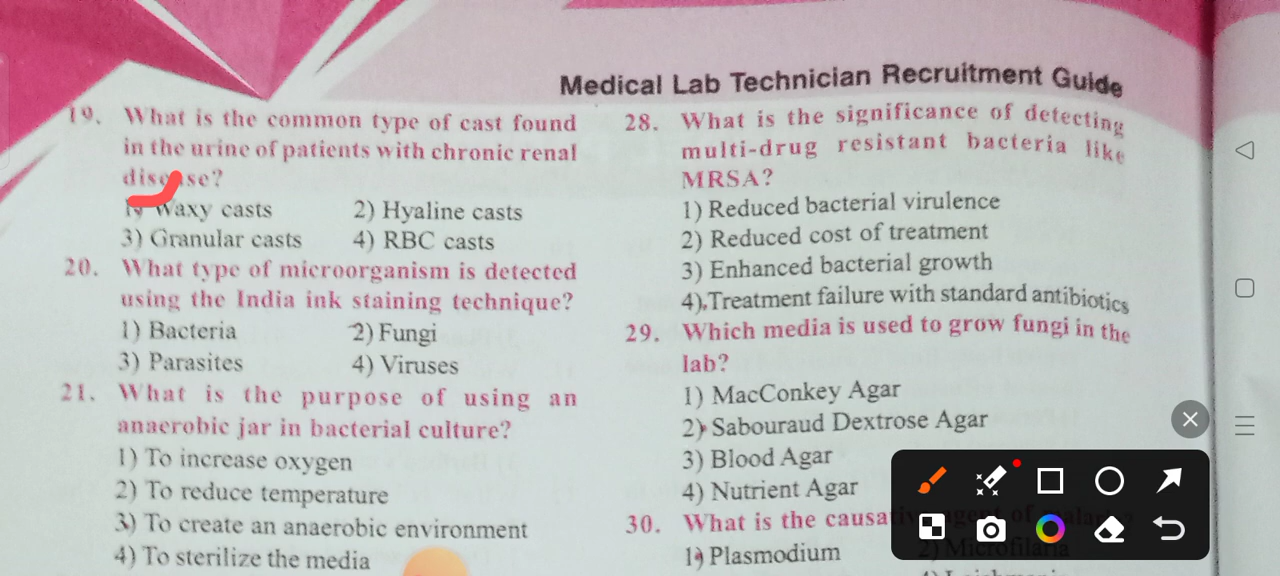 Medical Lab Technician Recruitment Guide
19. What is the common type of cast found
in the urine of patients with chronic renal
disease?
1) Waxy casts 2) Hyaline casts
3) Granular casts 4) RBC casts
20. What type of microorganism is detected
using the India ink staining technique?
1) Bacteria 2) Fungi
3) Parasites 4) Viruses
21. What is the purpose of using an
anaerobic jar in bacterial culture?
1) To increase oxygen
2) To reduce temperature
3) To create an anaerobic environment
4) To sterilize the media
28. What is the significance of detecting
multi-drug resistant bacteria like
MRSA?
1) Reduced bacterial virulence
2) Reduced cost of treatment
3) Enhanced bacterial growth
4) Treatment failure with standard antibiotics
29. Which media is used to grow fungi in the
lab?
1) MacConkey Agar
2) Sabouraud Dextrose Agar
3) Blood Agar
4) Nutrient Agar
30. What is the causative agent of malaria?
1) Plasmodium 2) Microfilaria